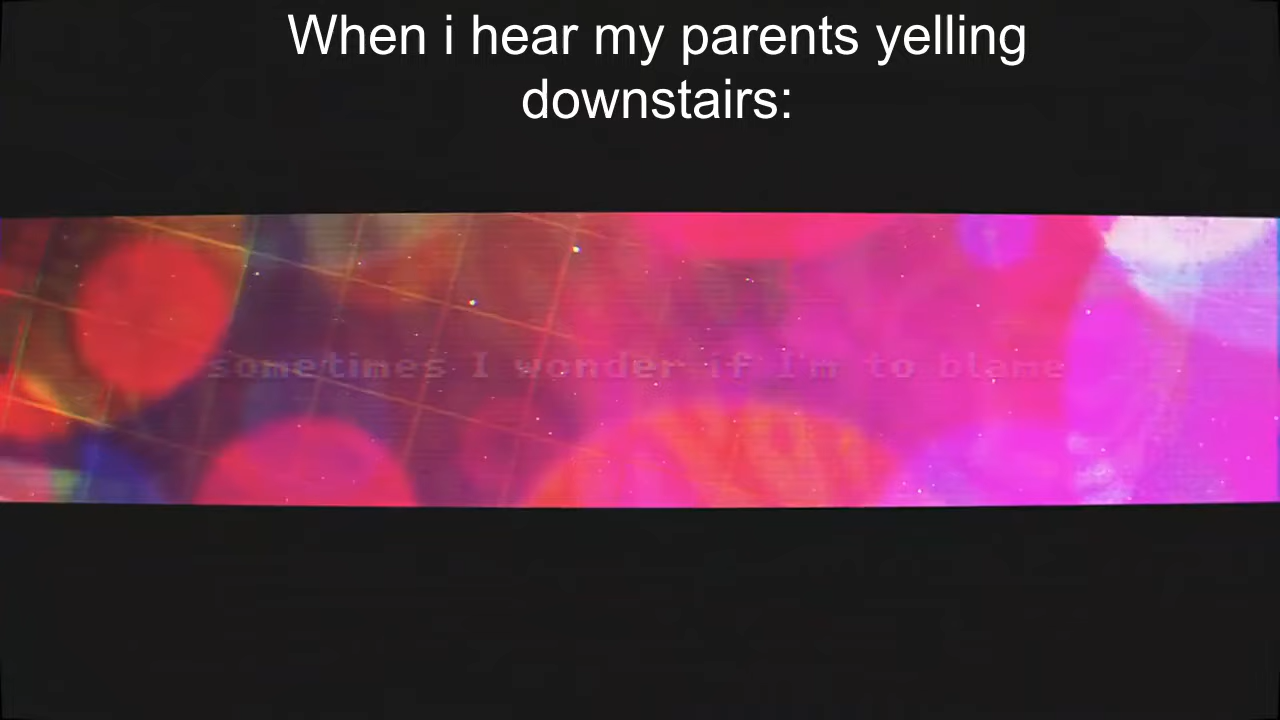 When i hear my parents yelling
downstairs:
sometimes I wonder if I'm to blame